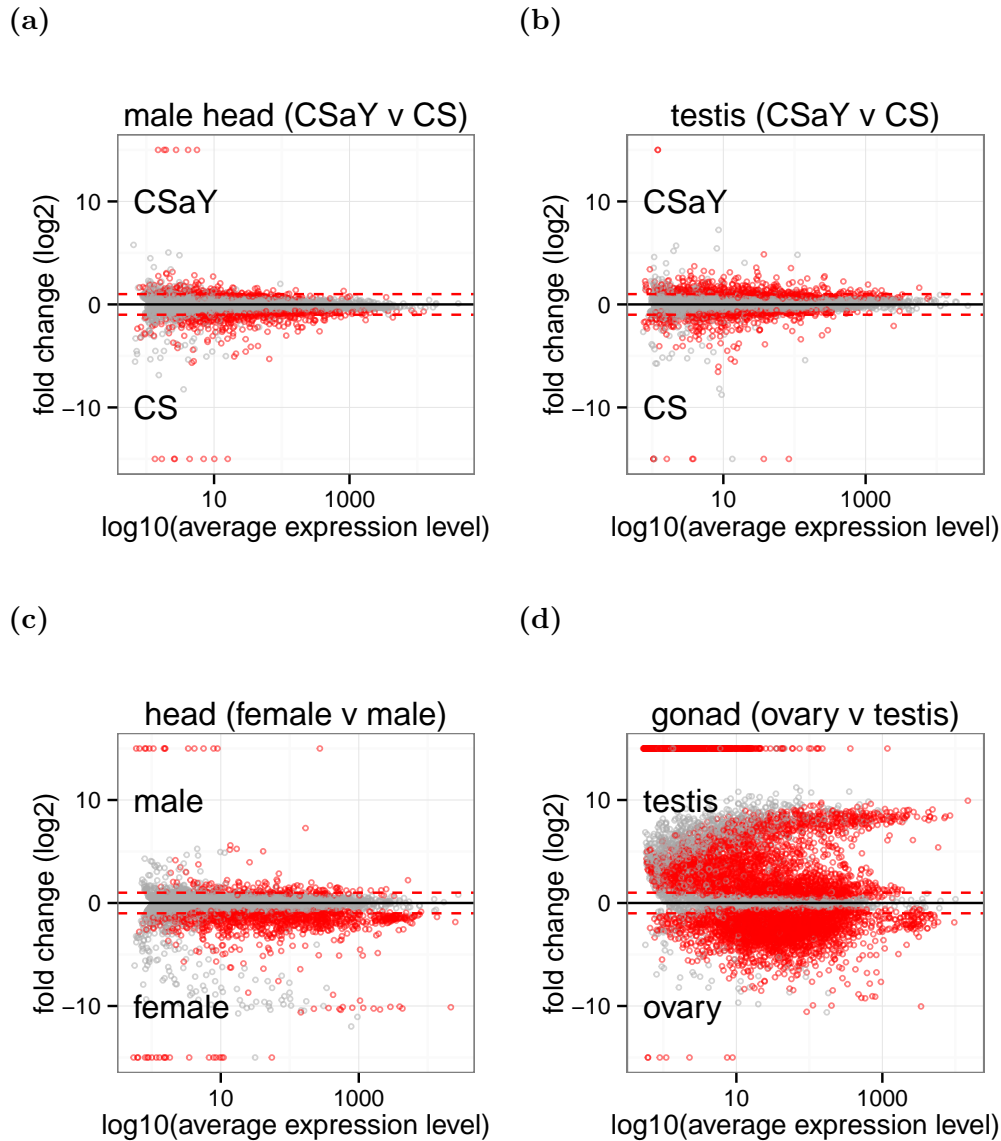 (a)
male head (CSaY v CS)
fold change (log2)
10
0
−10
CSaY
CS
10
1000
log10(average expression level)
(b)
testis (CSaY v CS)
fold change (log2)
10
0
−10
CSaY
CS
10
1000
log10(average expression level)
(c)
head (female v male)
fold change (log2)
10
0
−10
male
female
10
1000
log10(average expression level)
(d)
gonad (ovary v testis)
fold change (log2)
10
0
−10
testis
ovary
10
1000
log10(average expression level)